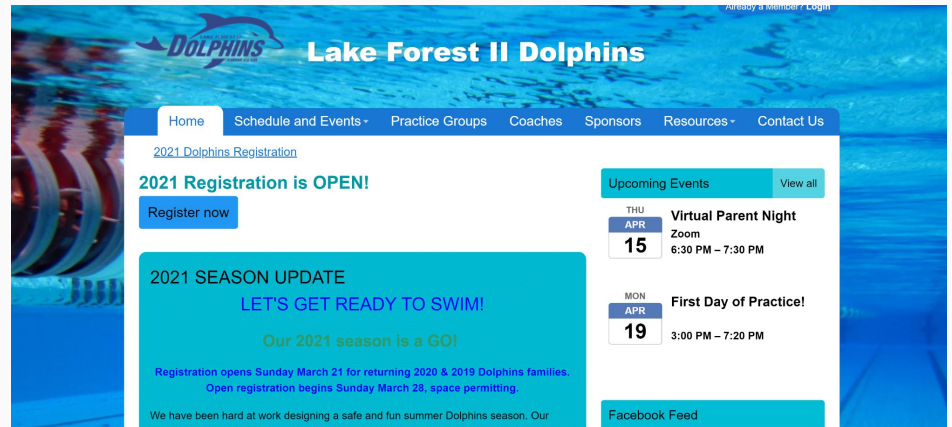 Already a Member? Login
DOLPHINS
Lake Forest II Dolphins
Home Schedule and Events Practice Groups Coaches Sponsors Resources Contact Us
2021 Dolphins Registration
2021 Registration is OPEN!
Register now
2021 SEASON UPDATE
LET'S GET READY TO SWIM!
Our 2021 season is a GO!
Registration opens Sunday March 21 for returning 2020 & 2019 Dolphins families.
Open registration begins Sunday March 28, space permitting.
We have been hard at work designing a safe and fun summer Dolphins season. Our
Upcoming Events View all
THU
APR
15
Virtual Parent Night
Zoom
6:30 PM – 7:30 PM
MON
APR
19
First Day of Practice!
3:00 PM – 7:20 PM
Facebook Feed